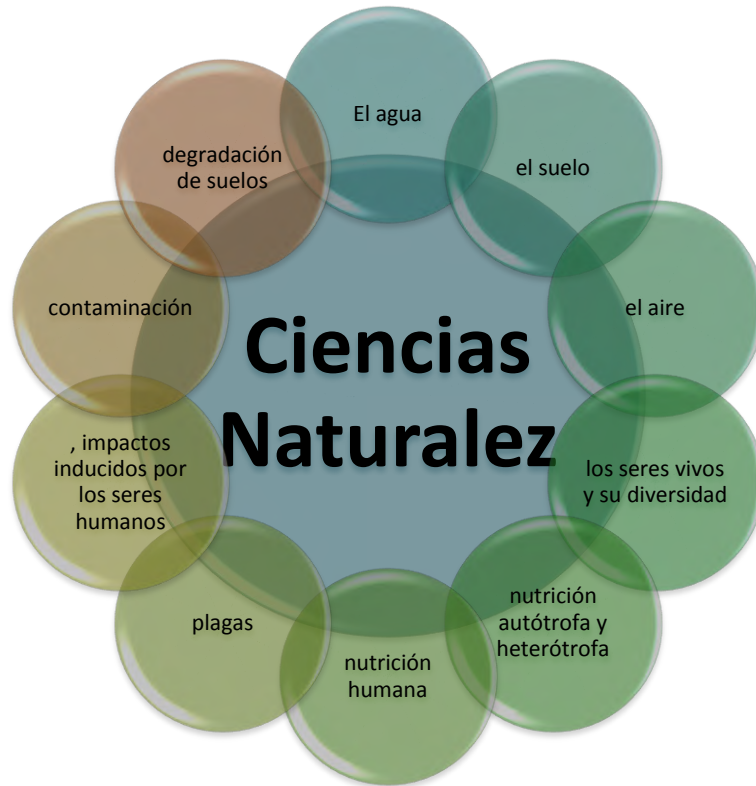 Ciencias
Naturalez
El agua
el suelo
el aire
los seres vivos
y su diversidad
nutrición
autótrofa y
heterótrofa
nutrición
humana
plagas
, impactos
inducidos por
los seres
humanos
contaminación
degradación
de suelos